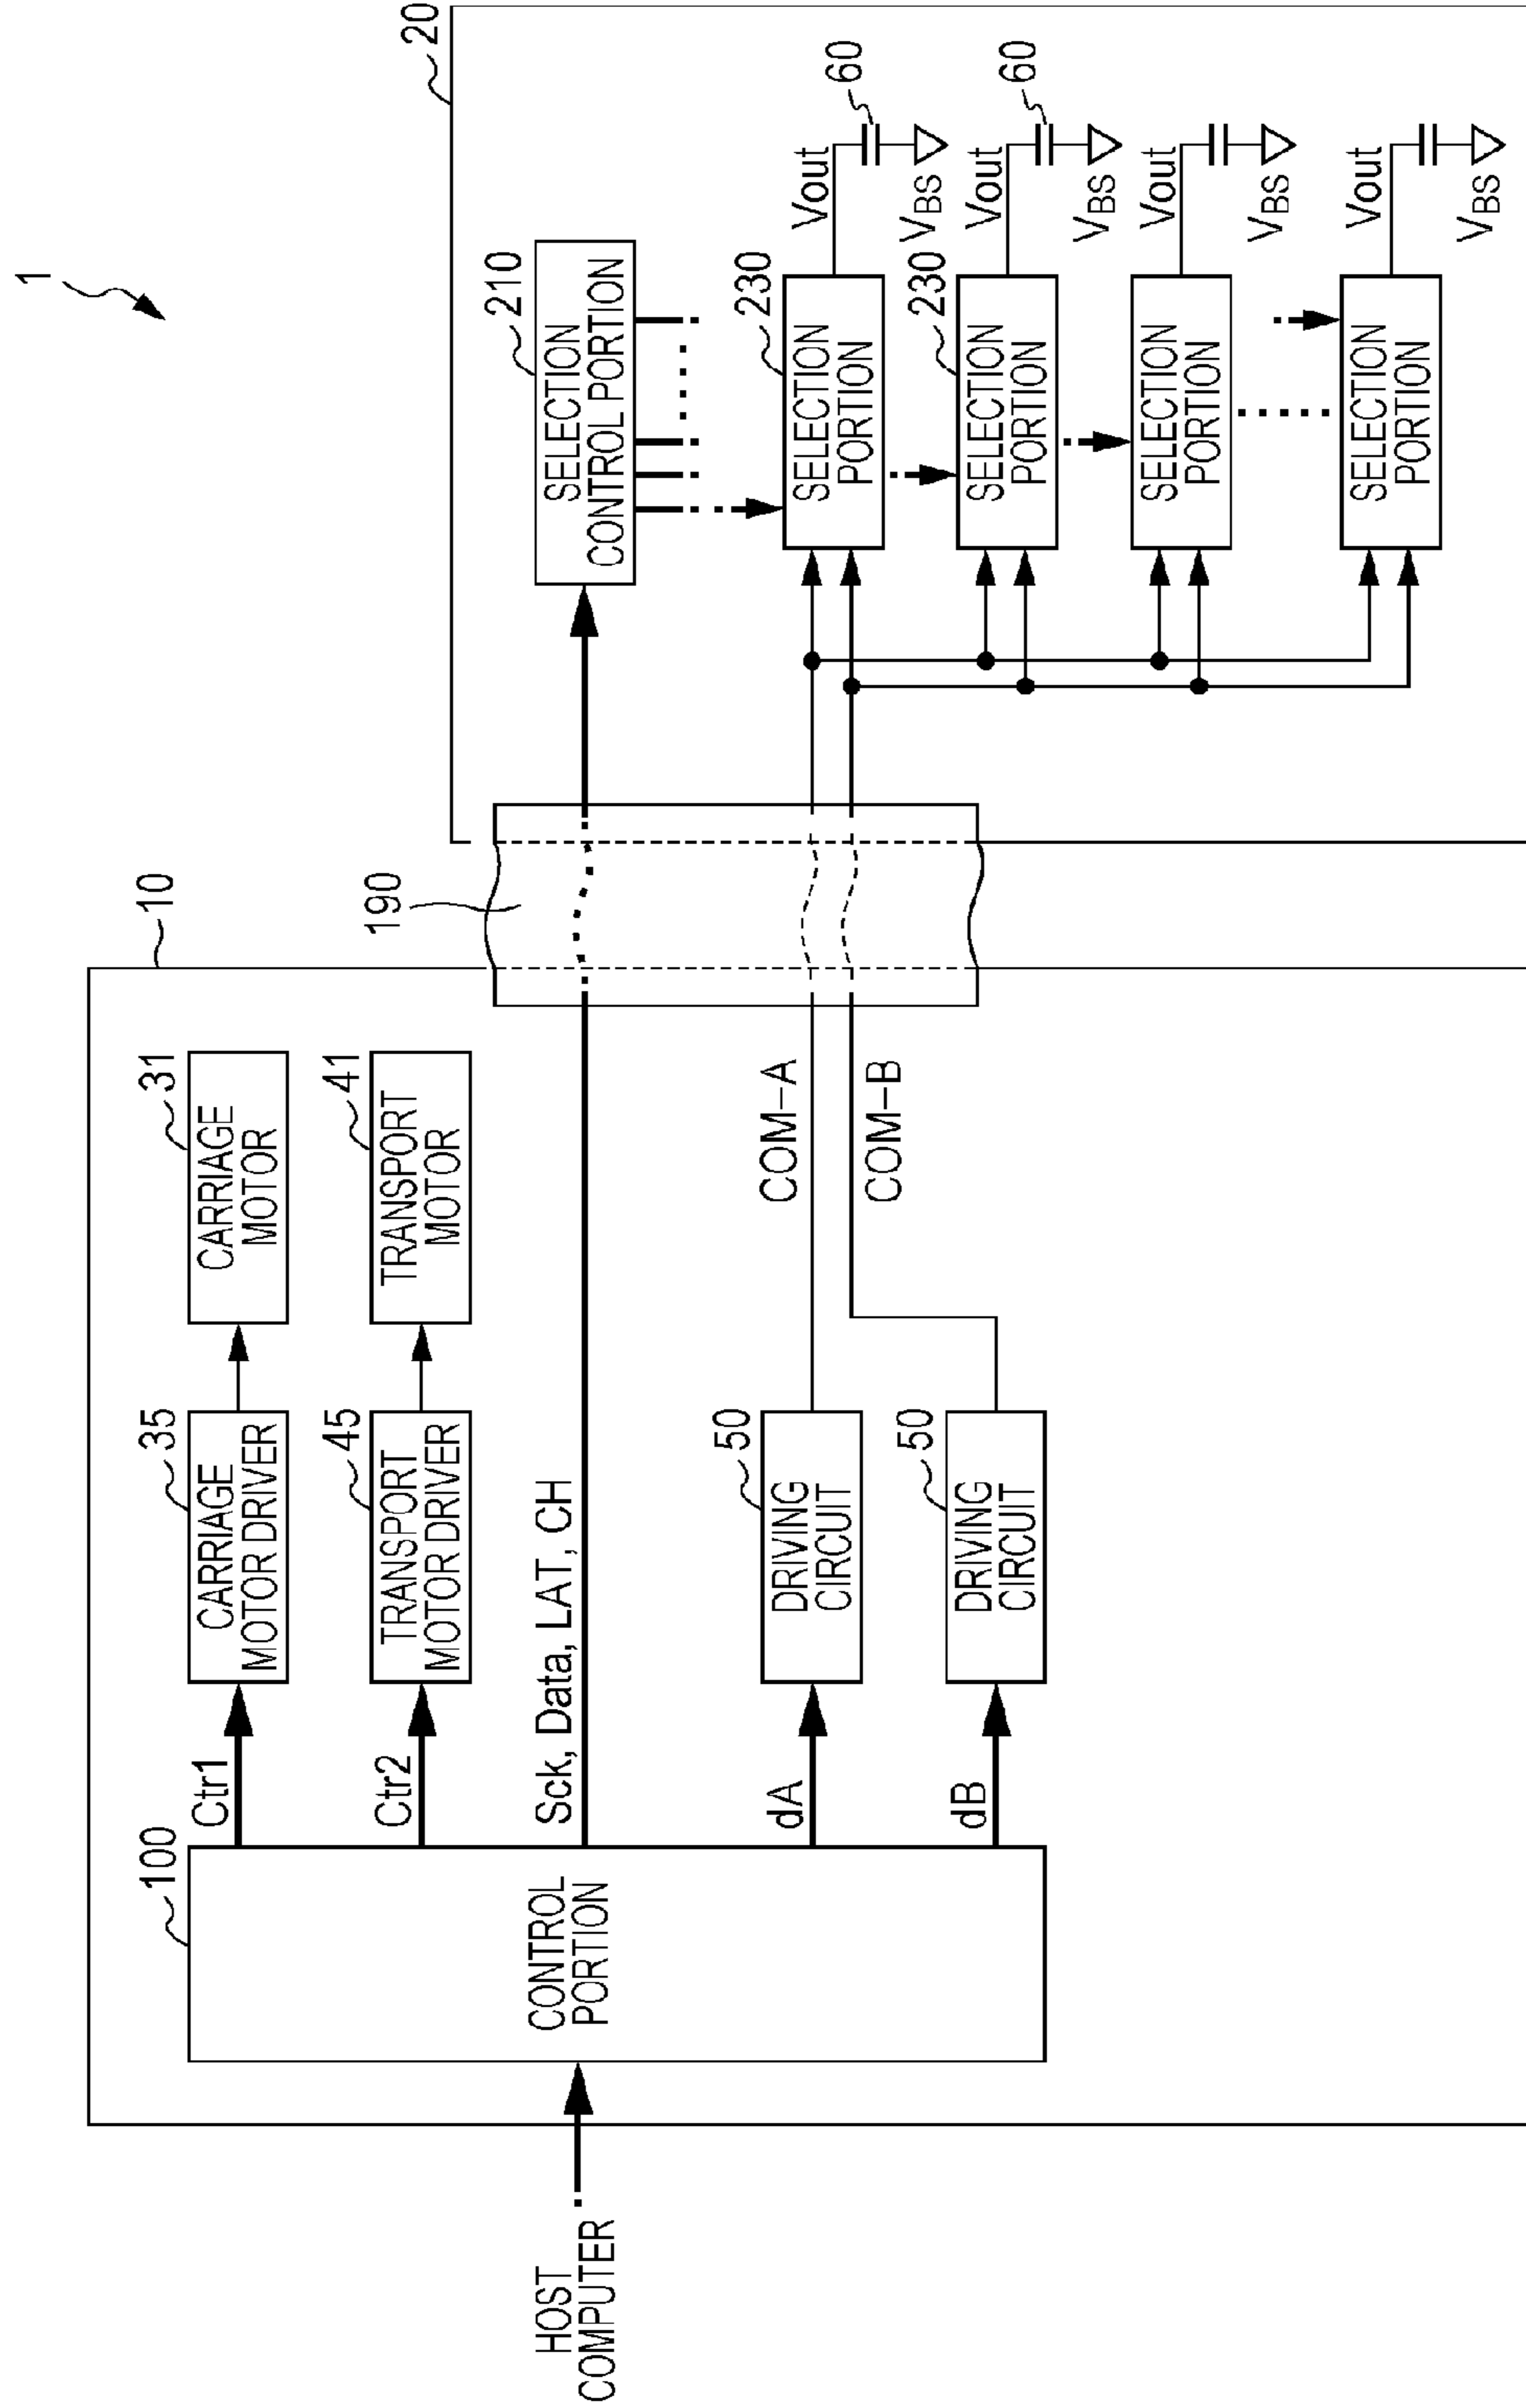 1
10
20
HOST
COMPUTER
100
CONTROL
PORTION
Ctr1
35
CARRIAGE
MOTOR DRIVER
31
CARRIAGE
MOTOR
Ctr2
45
TRANSPORT
MOTOR DRIVER
41
TRANSPORT
MOTOR
190
Sck, Data, LAT, CH
210
SELECTION
CONTROL PORTION
dA
50
DRIVING
CIRCUIT
COM-A
dB
50
DRIVING
CIRCUIT
COM-B
230
SELECTION
PORTION
Vout
60
VBS
230
SELECTION
PORTION
Vout
60
VBS
SELECTION
PORTION
Vout
VBS
SELECTION
PORTION
Vout
VBS